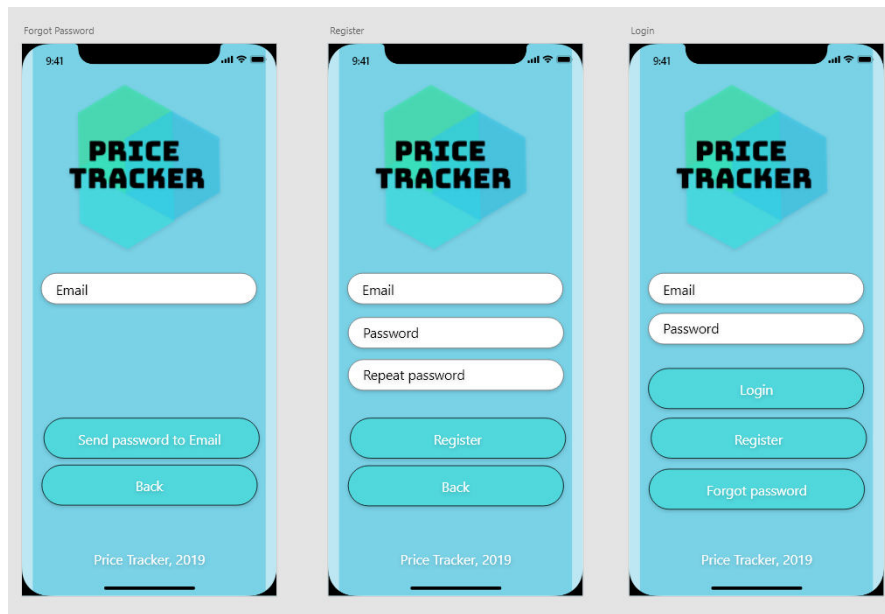 Forgot Password
9:41
PRICE
TRACKER
Email
Send password to Email
Back
Price Tracker, 2019
Register
9:41
PRICE
TRACKER
Email
Password
Repeat password
Register
Back
Price Tracker, 2019
Login
9:41
PRICE
TRACKER
Email
Password
Login
Register
Forgot password
Price Tracker, 2019